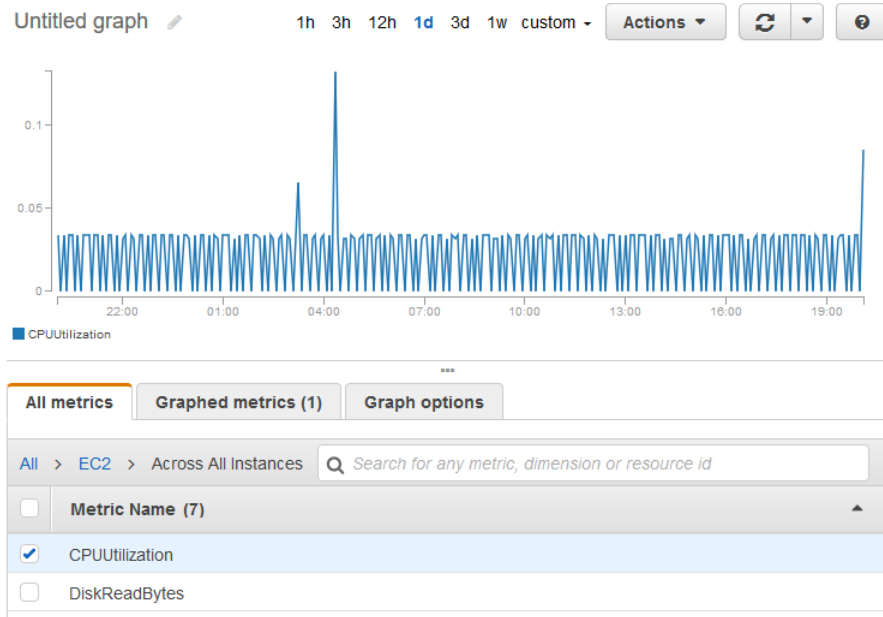 Untitled graph 1h 3h 12h 1d 3d 1w custom Actions
0.1
0.05
0
22:00 01:00 04:00 07:00 10:00 13:00 16:00 19:00
CPUUtilization
All metrics Graphed metrics (1) Graph options
All > EC2 > Across All Instances Search for any metric, dimension or resource id
Metric Name (7)
CPUUtilization
DiskReadBytes